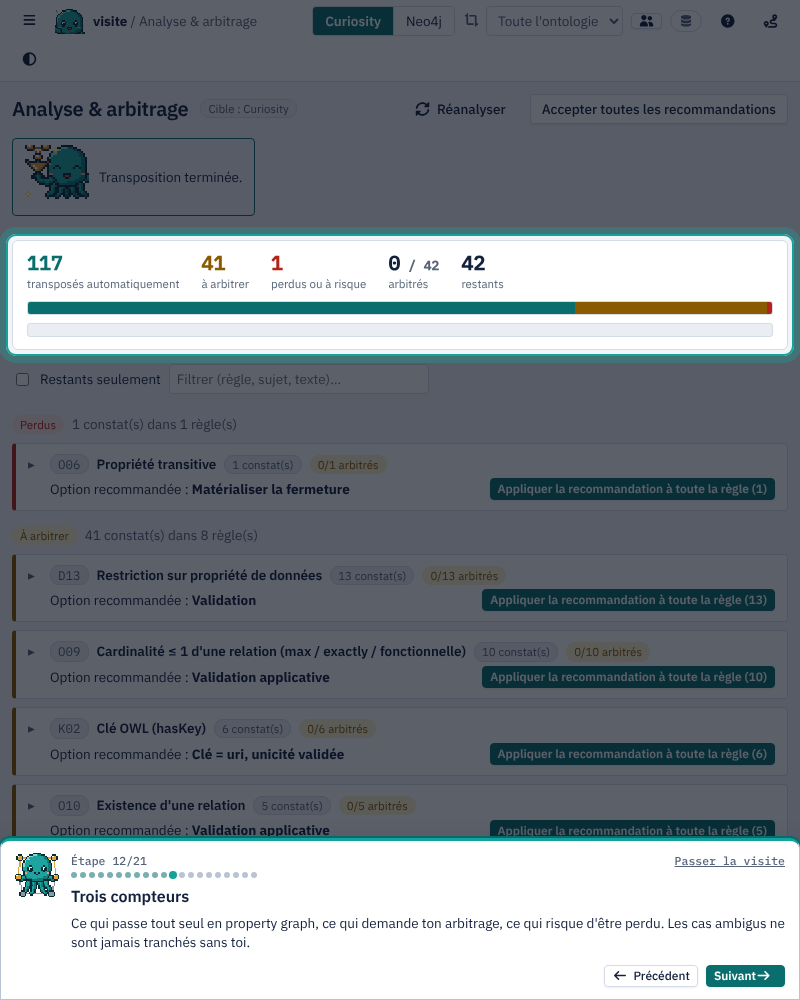 visite / Analyse & arbitrage
Curiosity
Neo4j
Toute l'ontologie
Analyse & arbitrage
Cible : Curiosity
Réanalyser
Accepter toutes les recommandations
Transposition terminée.
117
transposés automatiquement
41
à arbitrer
1
perdus ou à risque
0 / 42
arbitrés
42
restants
Restants seulement
Filtrer (règle, sujet, texte)...
Perdus
1 constat(s) dans 1 règle(s)
O06
Propriété transitive
1 constat(s)
0/1 arbitrés
Option recommandée : Matérialiser la fermeture
Appliquer la recommandation à toute la règle (1)
À arbitrer
41 constat(s) dans 8 règle(s)
D13
Restriction sur propriété de données
13 constat(s)
0/13 arbitrés
Option recommandée : Validation
Appliquer la recommandation à toute la règle (13)
O09
Cardinalité ≤ 1 d'une relation (max / exactly / fonctionnelle)
10 constat(s)
0/10 arbitrés
Option recommandée : Validation applicative
Appliquer la recommandation à toute la règle (10)
K02
Clé OWL (hasKey)
6 constat(s)
0/6 arbitrés
Option recommandée : Clé = uri, unicité validée
Appliquer la recommandation à toute la règle (6)
O10
Existence d'une relation
5 constat(s)
0/5 arbitrés
Option recommandée : Validation applicative
Appliquer la recommandation à toute la règle (5)
Étape 12/21
Passer la visite
Trois compteurs
Ce qui passe tout seul en property graph, ce qui demande ton arbitrage, ce qui risque d'être perdu. Les cas ambigus ne
sont jamais tranchés sans toi.
← Précédent
Suivant→